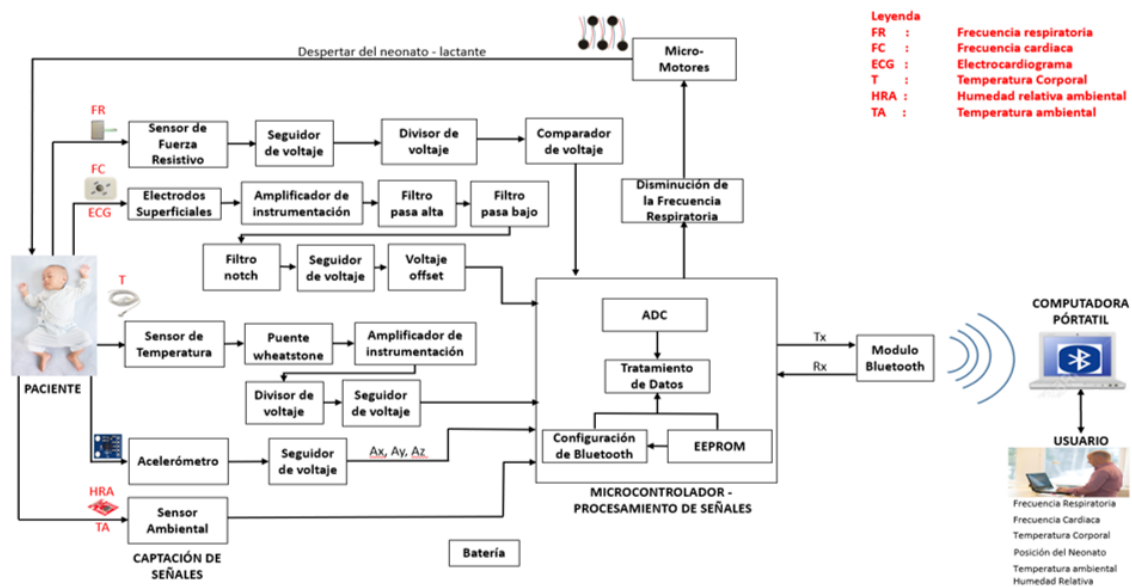 Leyenda
FR : Frecuencia respiratoria
FC : Frecuencia cardiaca
ECG : Electrocardiograma
T : Temperatura Corporal
HRA : Humedad relativa ambiental
TA : Temperatura ambiental
Despertar del neonato - lactante
Micro-
Motores
FR
Sensor de
Fuerza
Resistivo
Seguidor
de voltaje
Divisor de
voltaje
Comparador
de voltaje
FC
ECG
Electrodos
Superficiales
Amplificador de
instrumentación
Filtro
pasa alta
Filtro
pasa bajo
Disminución de
la Frecuencia
Respiratoria
Filtro
notch
Seguidor
de voltaje
Voltaje
offset
T
PACIENTE
Sensor de
Temperatura
Puente
wheatstone
Amplificador de
instrumentación
Divisor de
voltaje
Seguidor
de voltaje
Acelerómetro
Seguidor
de voltaje
Ax, Ay, Az
HRA
TA
Sensor
Ambiental
CAPTACIÓN DE
SEÑALES
Batería
ADC
Tratamiento
de Datos
Configuración
de Bluetooth
EEPROM
MICROCONTROLADOR -
PROCESAMIENTO DE SEÑALES
Tx
Rx
Modulo
Bluetooth
COMPUTADORA
PÓRTATIL
USUARIO
Frecuencia Respiratoria
Frecuencia Cardiaca
Temperatura Corporal
Posición del Neonato
Temperatura ambiental
Humedad Relativa